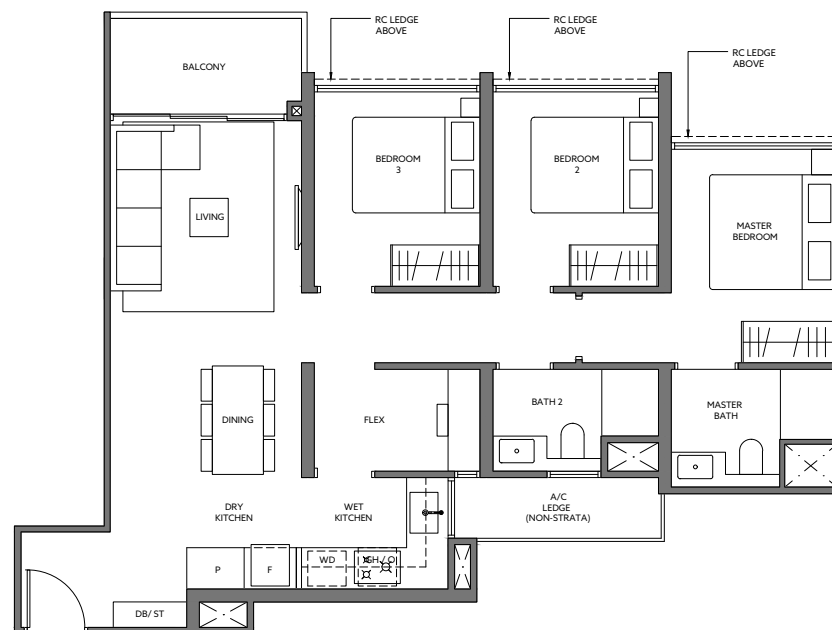 RC LEDGE
ABOVE
RC LEDGE
ABOVE
RC LEDGE
ABOVE
BALCONY
BEDROOM
3
BEDROOM
2
LIVING
MASTER
BEDROOM
DINING
FLEX
BATH 2
MASTER
BATH
DRY
KITCHEN
WET
KITCHEN
A/C
LEDGE
(NON-STRATA)
P
F
WD
H / O
DB/ ST